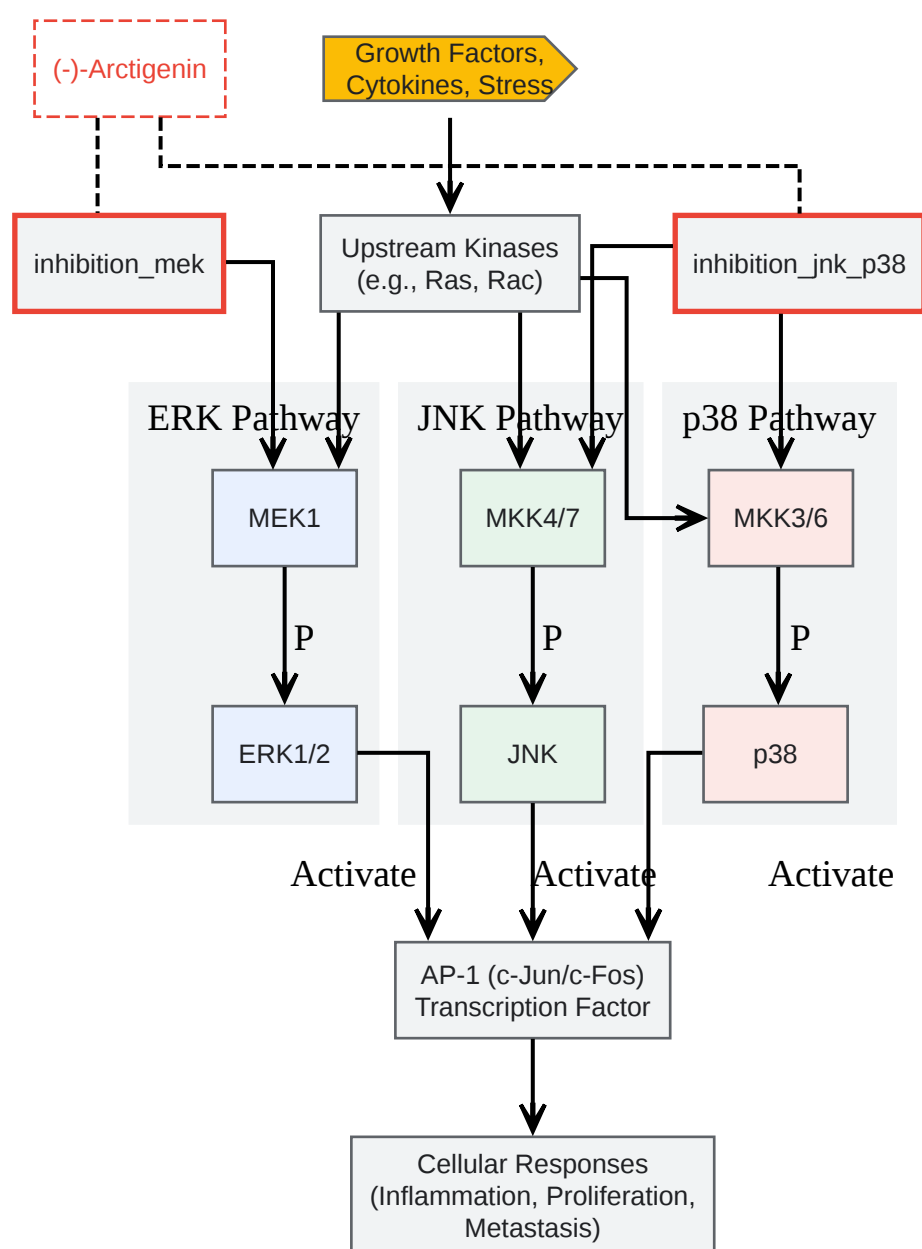 (-)-Arctigenin
Growth Factors,
Cytokines, Stress
inhibition_mek
Upstream Kinases
(e.g., Ras, Rac)
inhibition_jnk_p38
ERK Pathway
JNK Pathway
p38 Pathway
MEK1
MKK4/7
MKK3/6
P
P
P
ERK1/2
JNK
p38
Activate
Activate
Activate
AP-1 (c-Jun/c-Fos)
Transcription Factor
Cellular Responses
(Inflammation, Proliferation,
Metastasis)